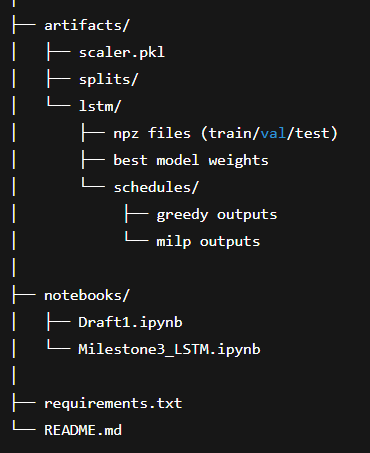 ├── artifacts/
│   ├── scaler.pkl
│   ├── splits/
│   └── lstm/
│       ├── npz files (train/val/test)
│       ├── best model weights
│       └── schedules/
│           ├── greedy outputs
│           └── milp outputs
│
├── notebooks/
│   ├── Draft1.ipynb
│   └── Milestone3_LSTM.ipynb
│
├── requirements.txt
└── README.md